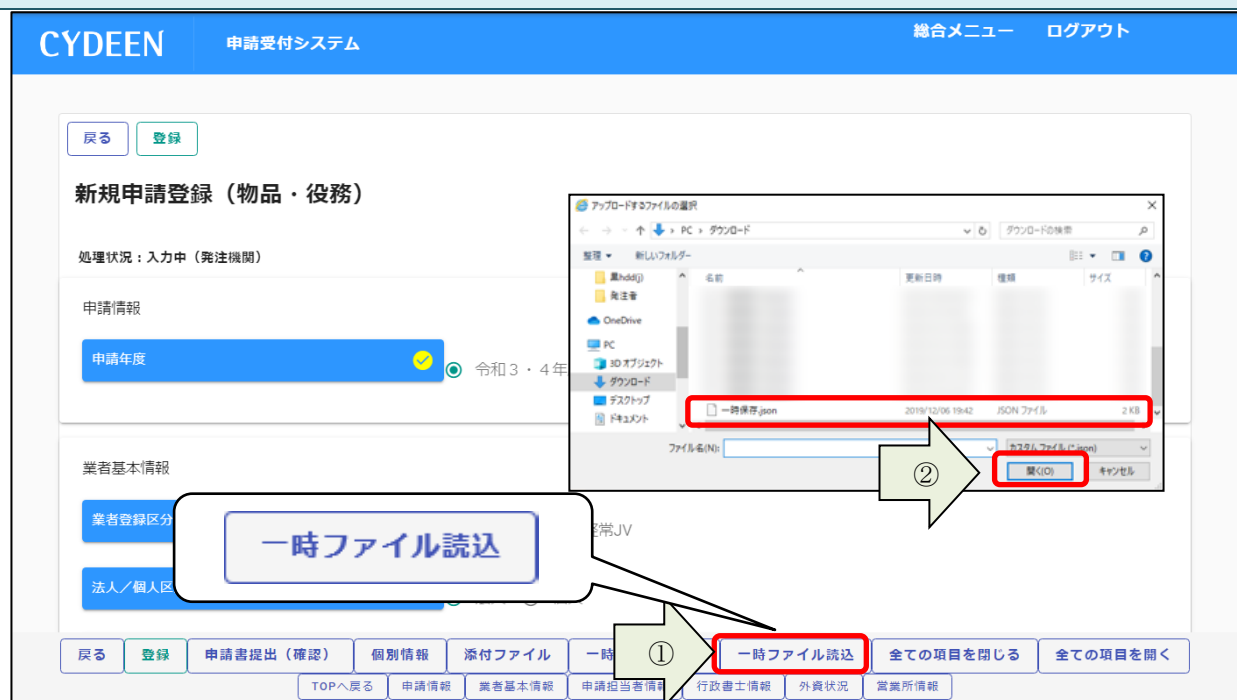 CYDEEN 申請受付システム 総合メニュー ログアウト
戻る 登録
新規申請登録（物品・役務）
処理状況：入力中（発注機関）
申請情報
申請年度 令和３・４年
業者基本情報
業者登録区分
常JV
法人／個人区
アップロードするファイルの選択
PC › ダウンロード ダウンロードの検索
整理 新しいフォルダー
名前 更新日時 種類 サイズ
黒hdd(j)
発注者
OneDrive
PC
3D オブジェクト
ダウンロード
デスクトップ
ドキュメント
一時保存.json 2019/12/06 19:42 JSON ファイル 2 KB
ファイル名(N): カスタム ファイル (*.json)
開く(O) キャンセル
②
一時ファイル読込
①
戻る 登録 申請書提出（確認） 個別情報 添付ファイル 一時 一時ファイル読込 全ての項目を閉じる 全ての項目を開く
TOPへ戻る 申請情報 業者基本情報 申請担当者情報 行政書士情報 外資状況 営業所情報